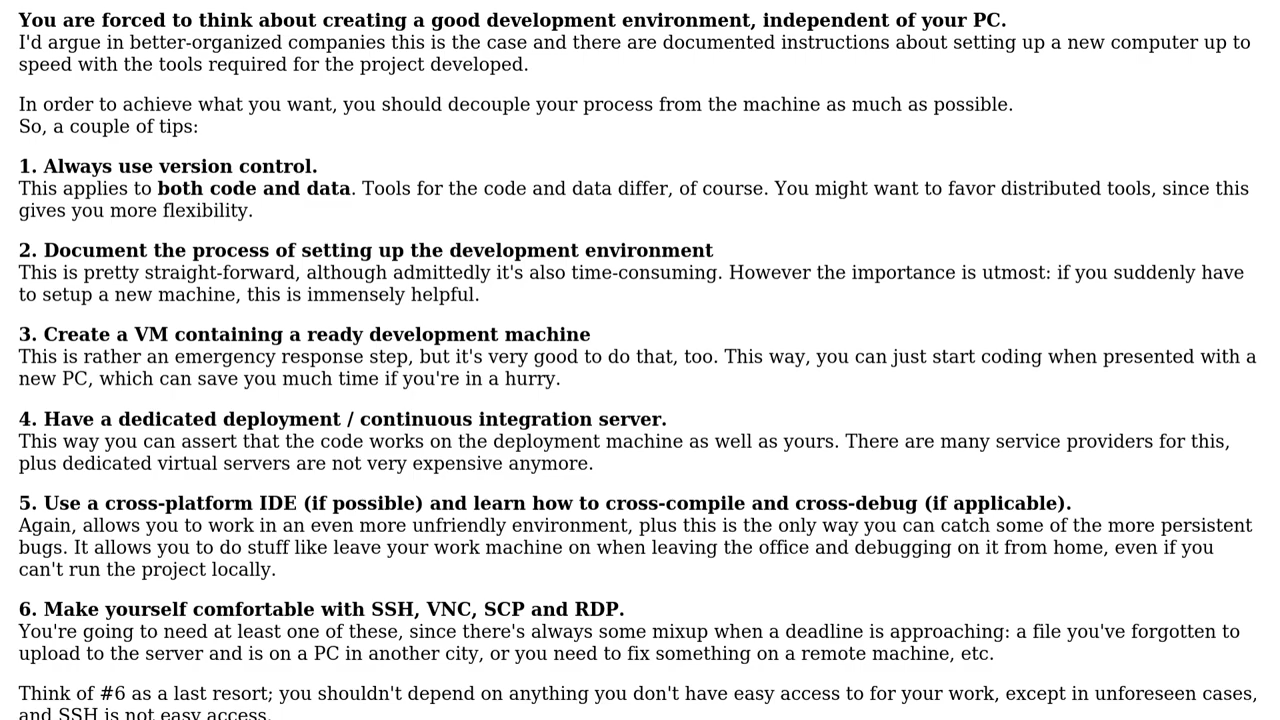 You are forced to think about creating a good development environment, independent of your PC.
I'd argue in better-organized companies this is the case and there are documented instructions about setting up a new computer up to
speed with the tools required for the project developed.
In order to achieve what you want, you should decouple your process from the machine as much as possible.
So, a couple of tips:
1. Always use version control.
This applies to both code and data. Tools for the code and data differ, of course. You might want to favor distributed tools, since this
gives you more flexibility.
2. Document the process of setting up the development environment
This is pretty straight-forward, although admittedly it's also time-consuming. However the importance is utmost: if you suddenly have
to setup a new machine, this is immensely helpful.
3. Create a VM containing a ready development machine
This is rather an emergency response step, but it's very good to do that, too. This way, you can just start coding when presented with a
new PC, which can save you much time if you're in a hurry.
4. Have a dedicated deployment / continuous integration server.
This way you can assert that the code works on the deployment machine as well as yours. There are many service providers for this,
plus dedicated virtual servers are not very expensive anymore.
5. Use a cross-platform IDE (if possible) and learn how to cross-compile and cross-debug (if applicable).
Again, allows you to work in an even more unfriendly environment, plus this is the only way you can catch some of the more persistent
bugs. It allows you to do stuff like leave your work machine on when leaving the office and debugging on it from home, even if you
can't run the project locally.
6. Make yourself comfortable with SSH, VNC, SCP and RDP.
You're going to need at least one of these, since there's always some mixup when a deadline is approaching: a file you've forgotten to
upload to the server and is on a PC in another city, or you need to fix something on a remote machine, etc.
Think of #6 as a last resort; you shouldn't depend on anything you don't have easy access to for your work, except in unforeseen cases,
and SSH is not easy access.